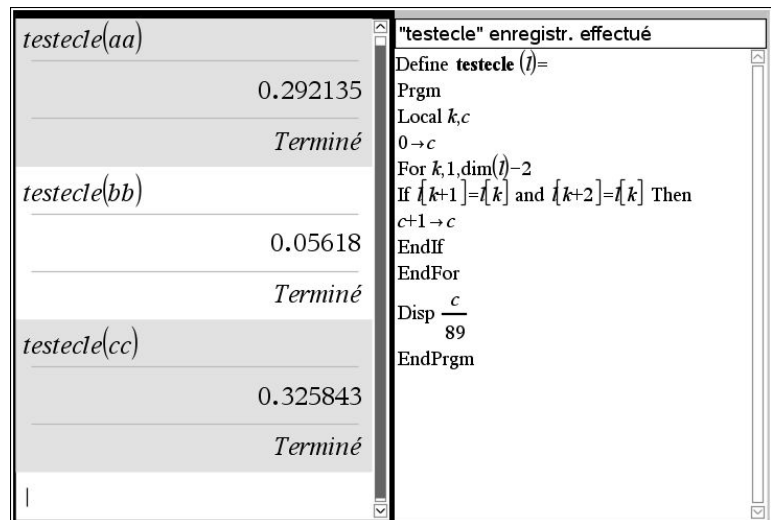 testecle(aa)
0.292135
Terminé
testecle(bb)
0.05618
Terminé
testecle(cc)
0.325843
Terminé
"testecle" enregistr. effectué
Define testecle (l)=
Prgm
Local k,c
0→c
For k,1,dim(l)−2
If l[k+1]=l[k] and l[k+2]=l[k] Then
c+1→c
EndIf
EndFor
Disp c/89
EndPrgm